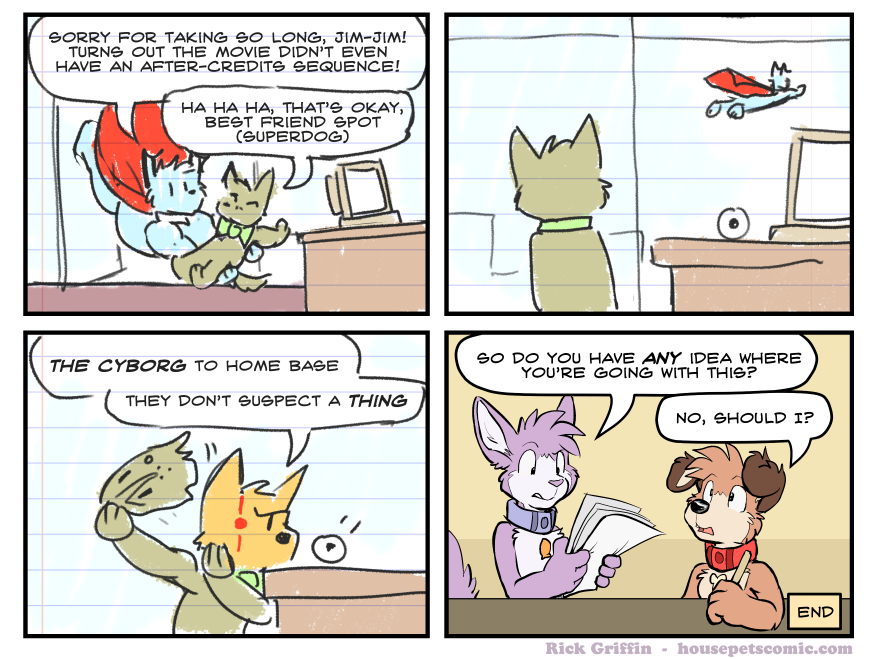 SORRY FOR TAKING SO LONG, JIM-JIM!
TURNS OUT THE MOVIE DIDN'T EVEN
HAVE AN AFTER-CREDITS SEQUENCE!
HA HA HA, THAT'S OKAY,
BEST FRIEND SPOT
(SUPERDOG)
THE CYBORG TO HOME BASE
THEY DON'T SUSPECT A THING
SO DO YOU HAVE ANY IDEA WHERE
YOU'RE GOING WITH THIS?
NO, SHOULD I?
END
Rick Griffin - housepetscomic.com